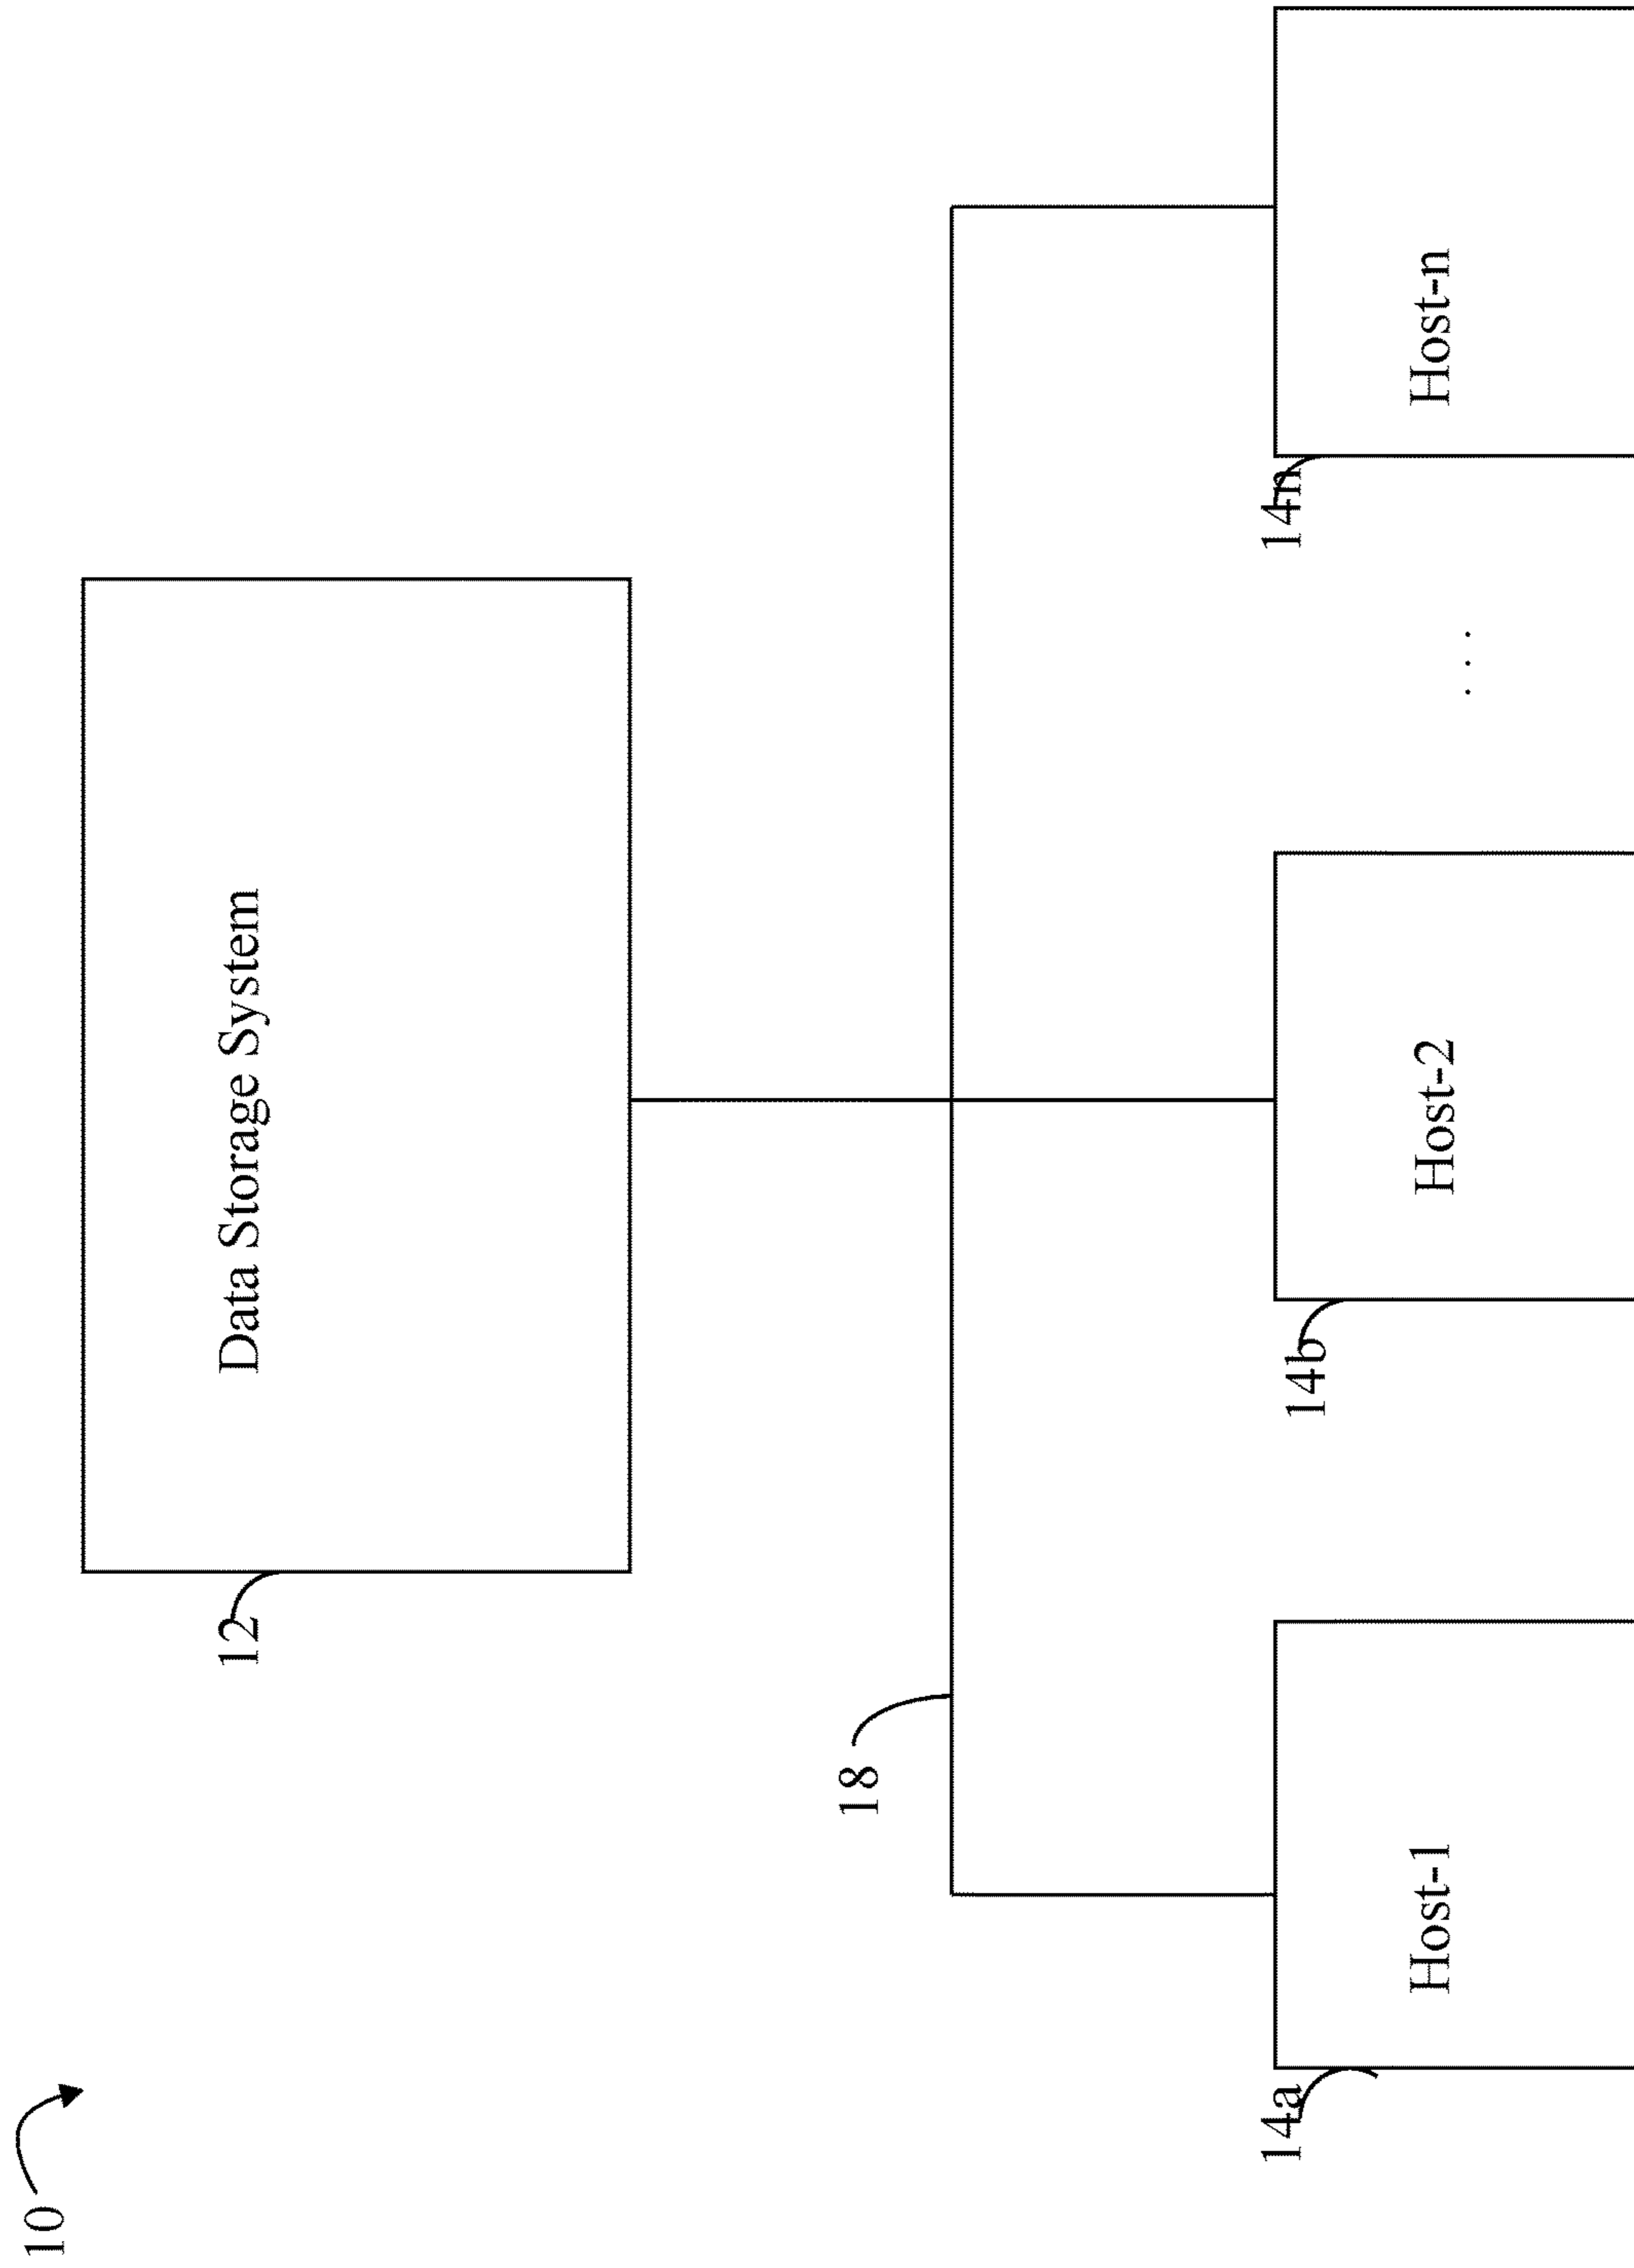 10
12
Data Storage System
18
14a
Host-1
14b
Host-2
. . .
14n
Host-n